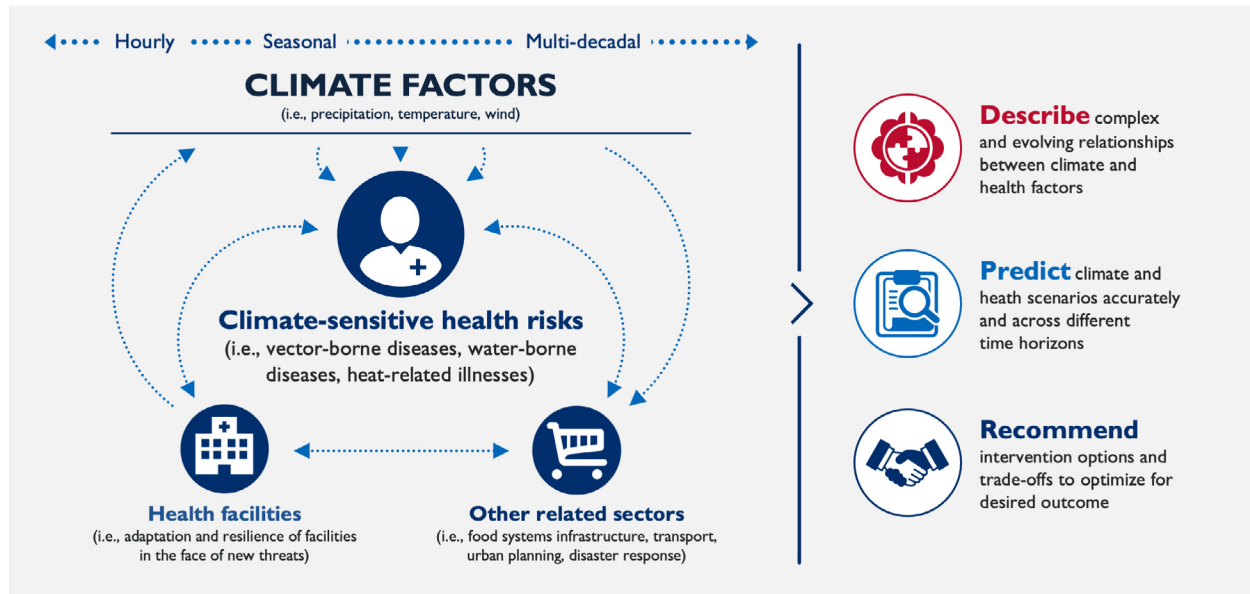 Hourly Seasonal Multi-decadal
CLIMATE FACTORS
(i.e., precipitation, temperature, wind)
Climate-sensitive health risks
(i.e., vector-borne diseases, water-borne
diseases, heat-related illnesses)
Health facilities
(i.e., adaptation and resilience of facilities
in the face of new threats)
Other related sectors
(i.e., food systems infrastructure, transport,
urban planning, disaster response)
Describe complex
and evolving relationships
between climate and
health factors
Predict climate and
heath scenarios accurately
and across different
time horizons
Recommend
intervention options and
trade-offs to optimize for
desired outcome